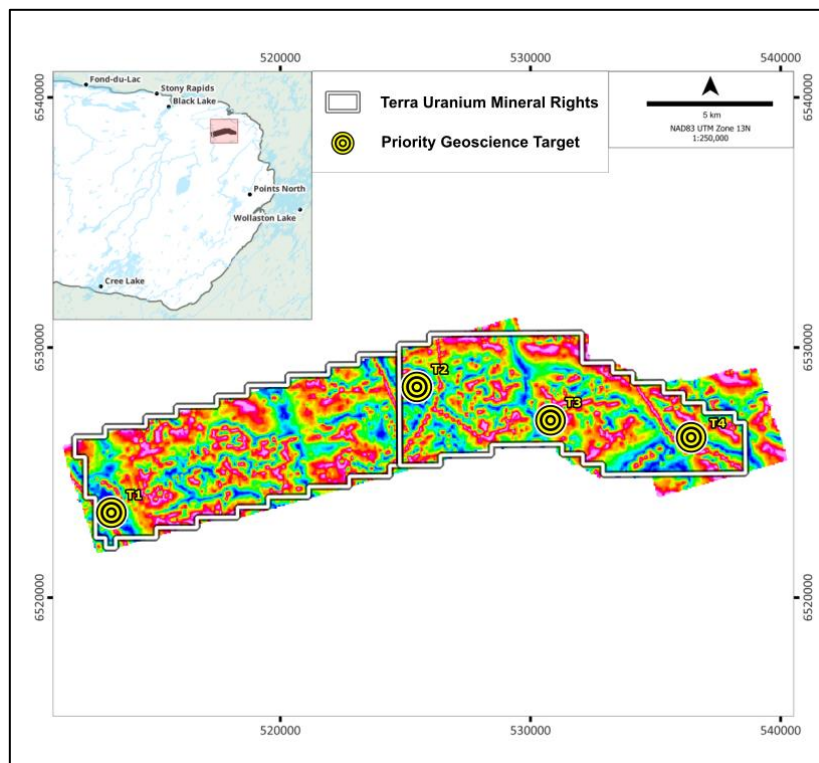 520000
530000
540000
6540000
6540000
Fond-du-Lac
Stony Rapids
Black Lake
Points North
Wollaston Lake
Cree Lake
Terra Uranium Mineral Rights
Priority Geoscience Target
5 km
NAD83 UTM Zone 13N
1:250,000
6530000
6530000
T2
T3
T4
T1
6520000
6520000
520000
530000
540000